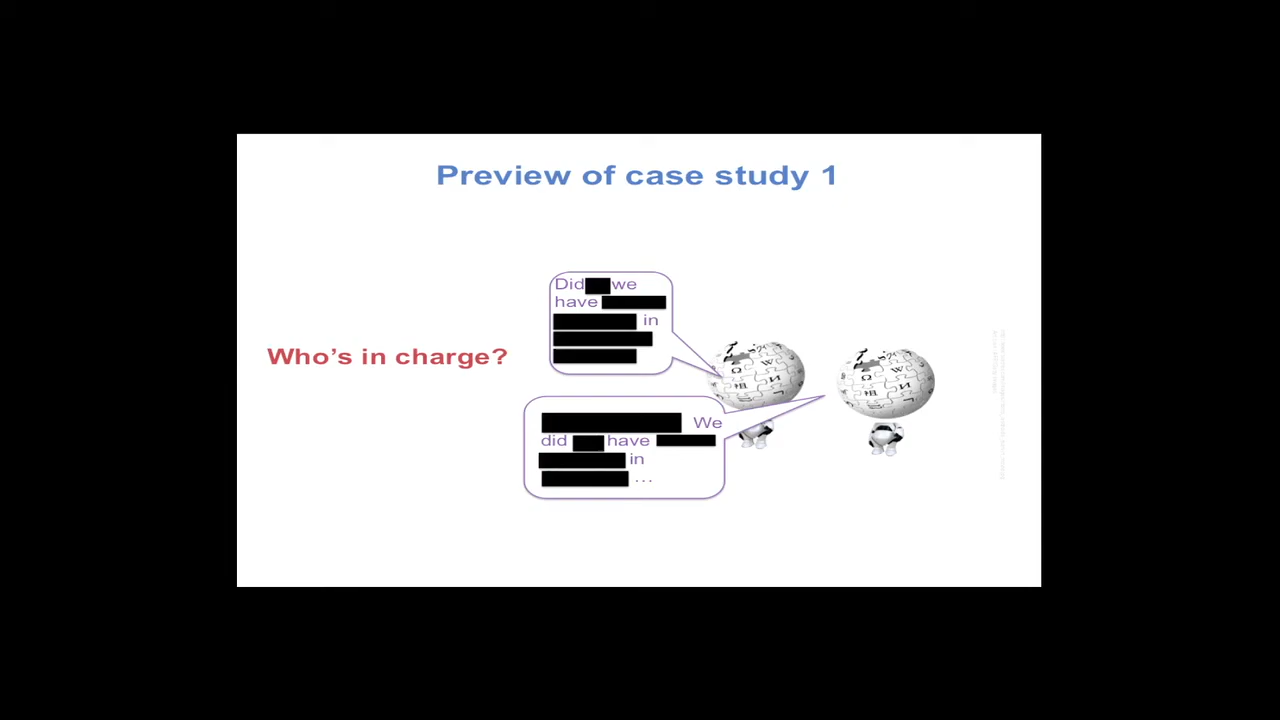 Preview of case study 1
Who's in charge?
Did we
have
in
We
did have
in
...